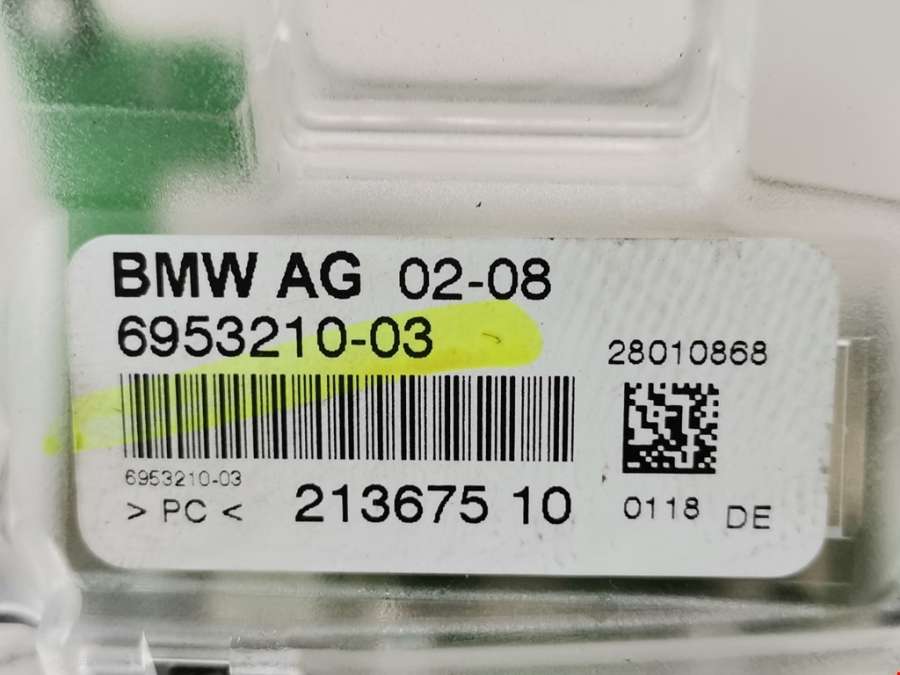 BMW AG 02-08
6953210-03
28010868
6953210-03
> PC <
213675 10
0118 DE